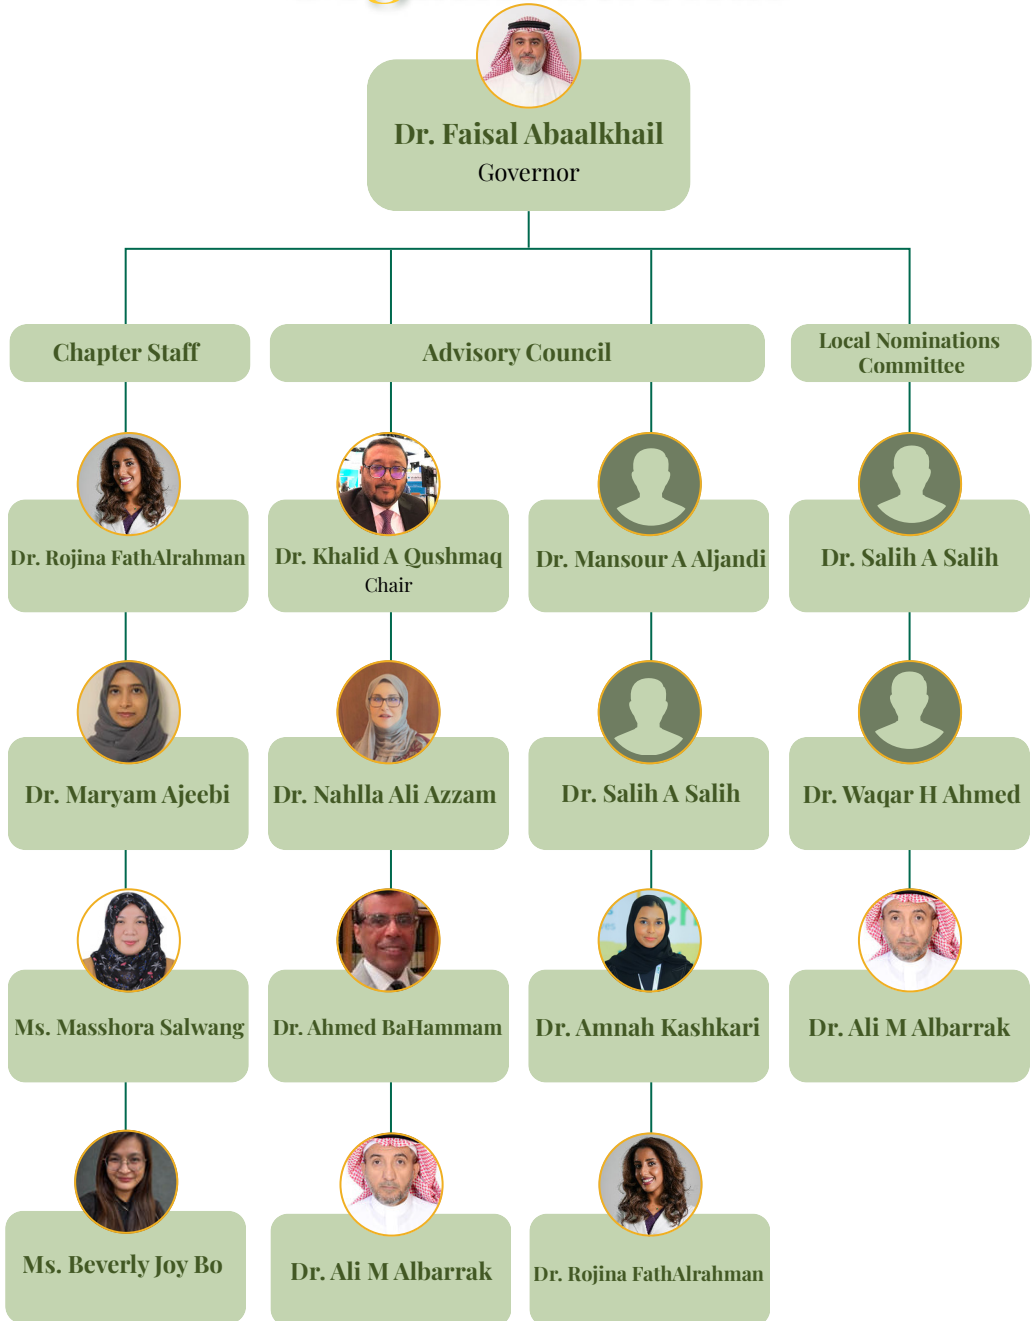 Dr. Faisal Abaalkhail
Governor
Chapter Staff
Advisory Council
Local Nominations
Committee
Dr. Rojina FathAlrahman
Dr. Khalid A Qushmaq
Chair
Dr. Mansour A Aljandi
Dr. Salih A Salih
Dr. Maryam Ajeebi
Dr. Nahlla Ali Azzam
Dr. Salih A Salih
Dr. Waqar H Ahmed
Ms. Masshora Salwang
Dr. Ahmed BaHammam
Dr. Amnah Kashkari
Dr. Ali M Albarrak
Ms. Beverly Joy Bo
Dr. Ali M Albarrak
Dr. Rojina FathAlrahman